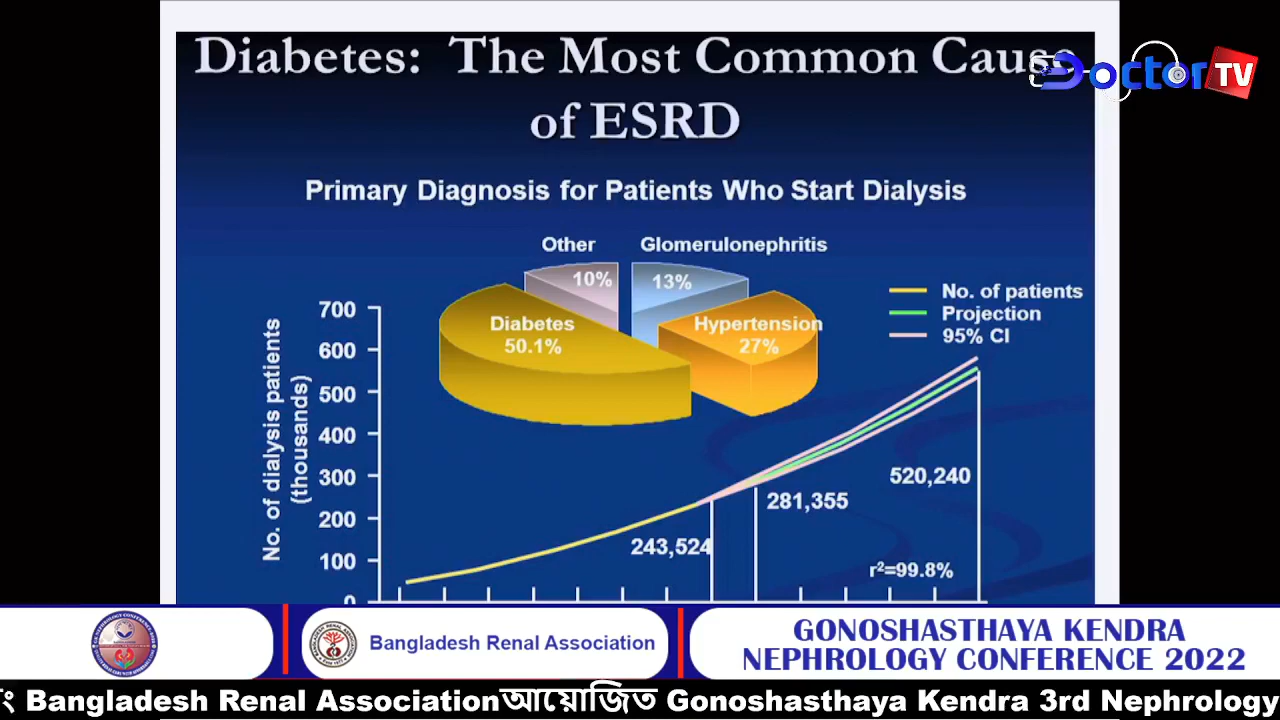 Diabetes: The Most Common Cause
of ESRD
Doctor TV
Primary Diagnosis for Patients Who Start Dialysis
Other
Glomerulonephritis
10%
13%
Diabetes
50.1%
Hypertension
27%
No. of patients
Projection
95% CI
No. of dialysis patients
(thousands)
700
600
500
400
300
200
100
0
243,524
281,355
520,240
r²=99.8%
Bangladesh Renal Association
GONOSHASTHAYA KENDRA
NEPHROLOGY CONFERENCE 2022
Bangladesh Renal Associationআয়োজিত Gonoshasthaya Kendra 3rd Nephrology